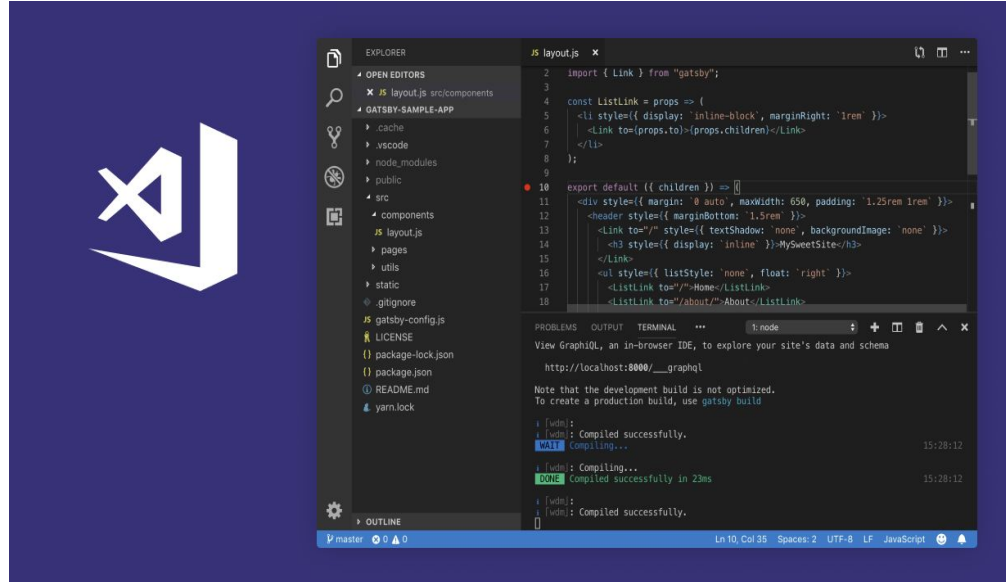 EXPLORER
OPEN EDITORS
JS layout.js src/components
GATSBY-SAMPLE-APP
.cache
.vscode
node_modules
public
src
components
JS layout.js
pages
utils
static
.gitignore
JS gatsby-config.js
LICENSE
{} package-lock.json
{} package.json
README.md
yarn.lock
OUTLINE
JS layout.js
2 import { Link } from "gatsby";
3
4 const ListLink = props => (
5 <li style={{ display: `inline-block`, marginRight: `1rem` }}>
6 <Link to={props.to}>{props.children}</Link>
7 </li>
8 );
9
10 export default ({ children }) => (
11 <div style={{ margin: `0 auto`, maxWidth: 650, padding: `1.25rem 1rem` }}>
12 <header style={{ marginBottom: `1.5rem` }}>
13 <Link to="/" style={{ textShadow: `none`, backgroundImage: `none` }}>
14 <h3 style={{ display: `inline` }}>MySweetSite</h3>
15 </Link>
16 <ul style={{ listStyle: `none`, float: `right` }}>
17 <ListLink to="/">Home</ListLink>
18 <ListLink to="/about/">About</ListLink>
PROBLEMS OUTPUT TERMINAL ••• 1: node
View GraphiQL, an in-browser IDE, to explore your site's data and schema
http://localhost:8000/___graphql
Note that the development build is not optimized.
To create a production build, use gatsby build
i ｢wdm｣:
i ｢wdm｣: Compiled successfully.
WAIT Compiling... 15:28:12
i ｢wdm｣: Compiling...
DONE Compiled successfully in 23ms 15:28:12
i ｢wdm｣:
i ｢wdm｣: Compiled successfully.
master 0 0 Ln 10, Col 35 Spaces: 2 UTF-8 LF JavaScript